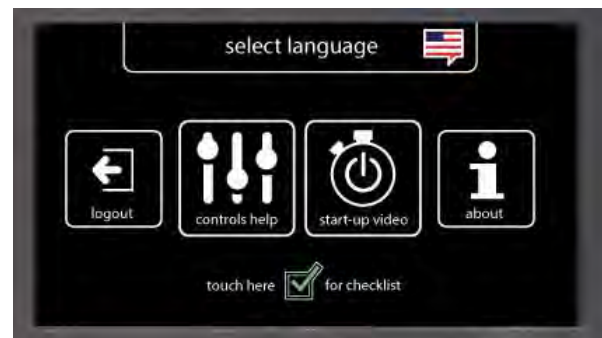 select language
logout
controls help
start-up video
about
touch here for checklist